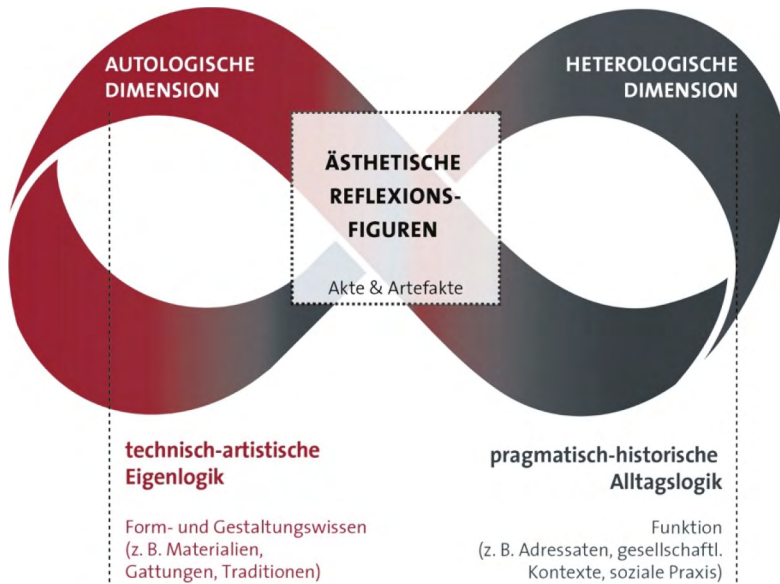 AUTOLOGISCHE
DIMENSION
HETEROLOGISCHE
DIMENSION
ÄSTHETISCHE
REFLEXIONS-
FIGUREN
Akte & Artefakte
technisch-artistische
Eigenlogik
Form- und Gestaltungswissen
(z. B. Materialien,
Gattungen, Traditionen)
pragmatisch-historische
Alltagslogik
Funktion
(z. B. Adressaten, gesellschaftl.
Kontexte, soziale Praxis)